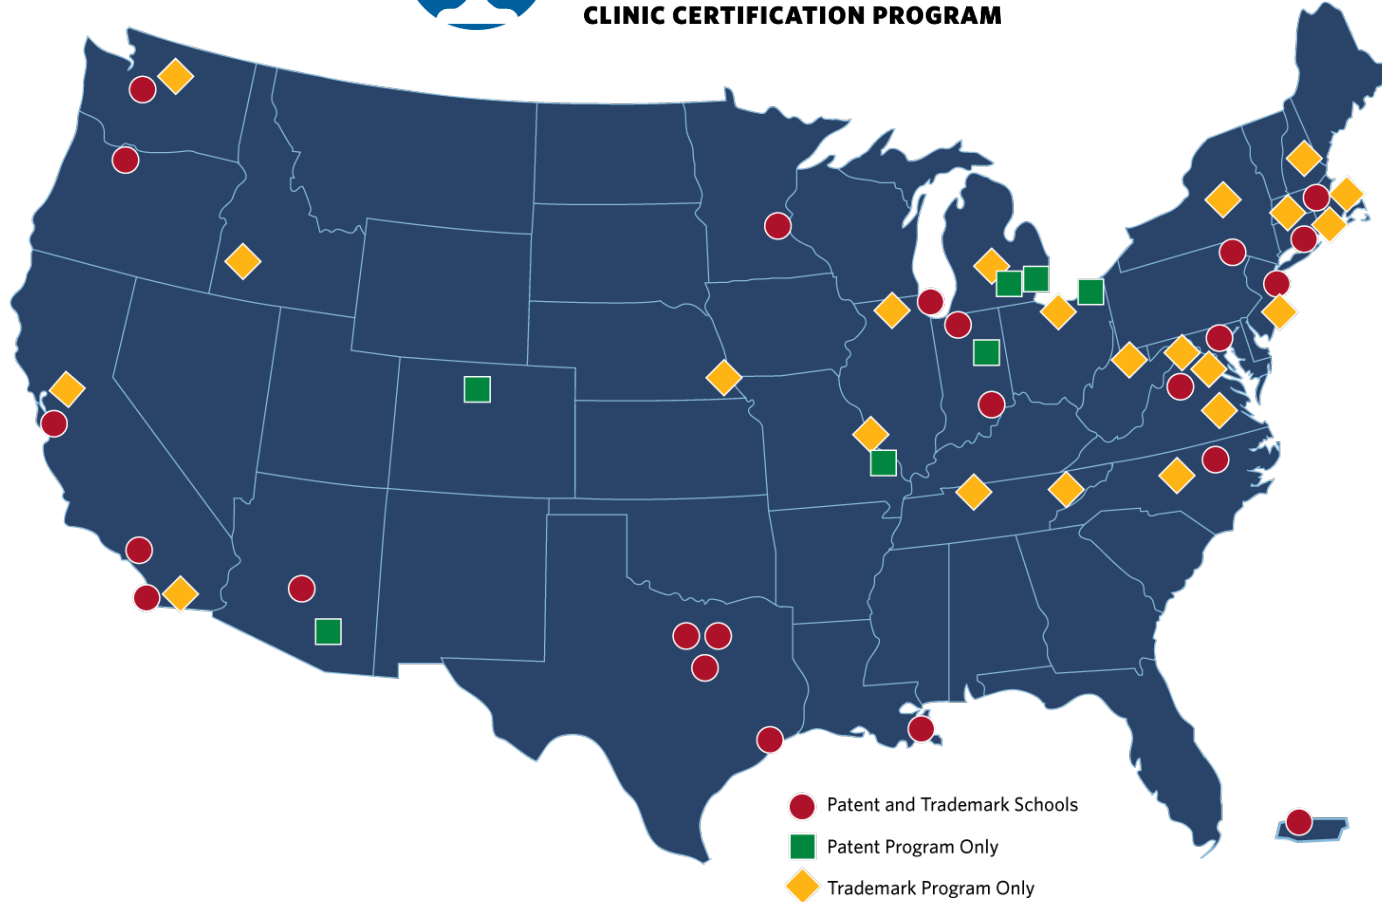 CLINIC CERTIFICATION PROGRAM
Patent and Trademark Schools
Patent Program Only
Trademark Program Only